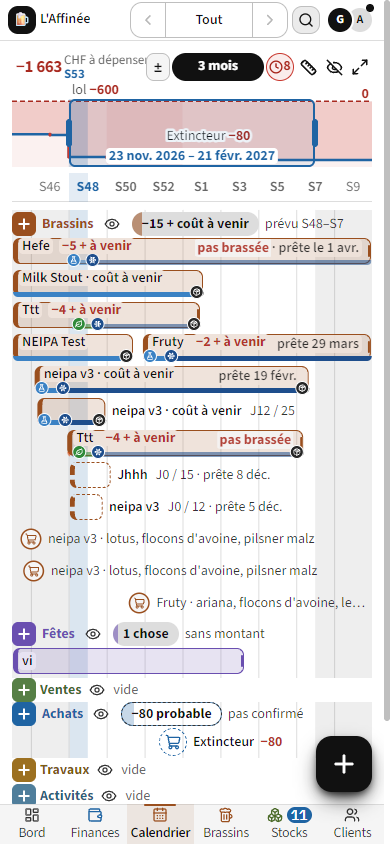 L'Affinée
Tout
G A
−1 663 CHF à dépenser
S53
± 3 mois 8
lol −600
0
Extincteur −80
23 nov. 2026 – 21 févr. 2027
S46 S48 S50 S52 S1 S3 S5 S7 S9
Brassins −15 + coût à venir prévu S48–S7
Hefe −5 + à venir pas brassée · prête le 1 avr.
Milk Stout · coût à venir
Ttt −4 + à venir
NEIPA Test Fruty −2 + à venir prête 29 mars
neipa v3 · coût à venir prête 19 févr.
neipa v3 · coût à venir J12 / 25
Ttt −4 + à venir pas brassée
Jhhh J0 / 15 · prête 8 déc.
neipa v3 J0 / 12 · prête 5 déc.
neipa v3 · lotus, flocons d'avoine, pilsner malz
neipa v3 · lotus, flocons d'avoine, pilsner malz
Fruty · ariana, flocons d'avoine, le…
Fêtes 1 chose sans montant
vi
Ventes vide
Achats −80 probable pas confirmé
Extincteur −80
Travaux vide
Activités vide
Bord Finances Calendrier Brassins Stocks 11 Clients